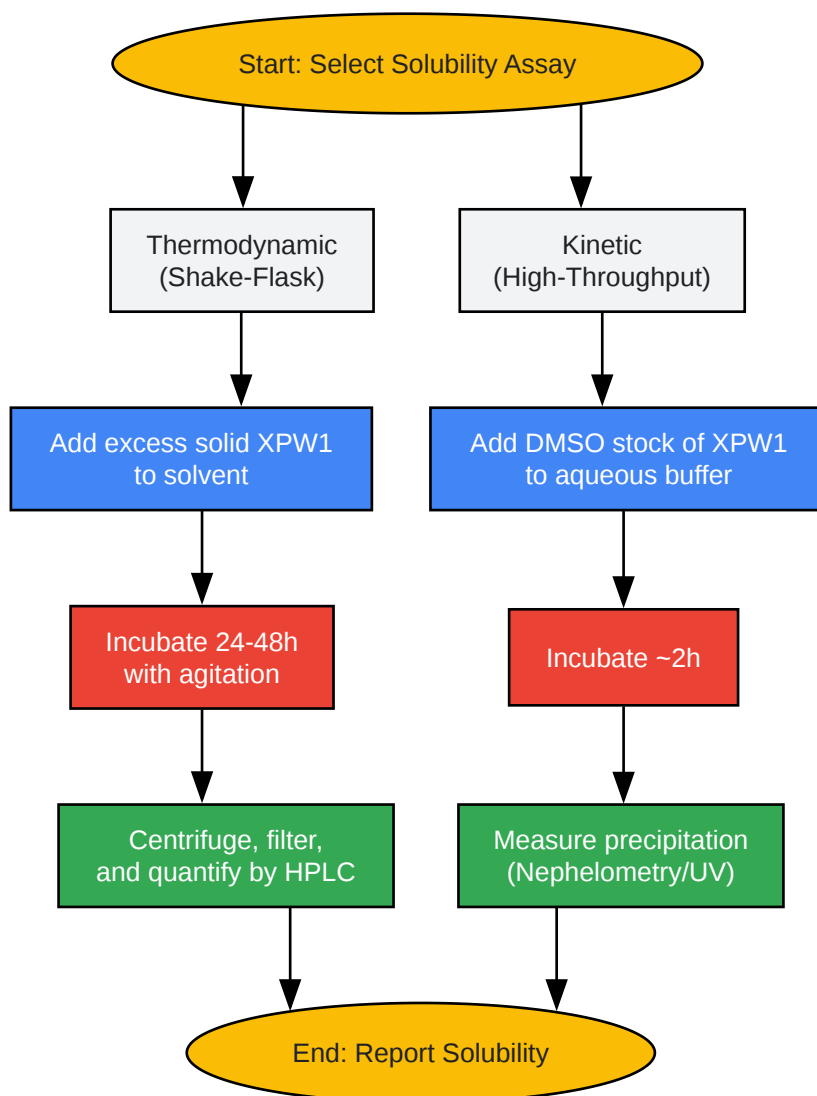 Start: Select Solubility Assay
Thermodynamic
(Shake-Flask)
Kinetic
(High-Throughput)
Add excess solid XPW1
to solvent
Add DMSO stock of XPW1
to aqueous buffer
Incubate 24-48h
with agitation
Incubate ~2h
Centrifuge, filter,
and quantify by HPLC
Measure precipitation
(Nephelometry/UV)
End: Report Solubility